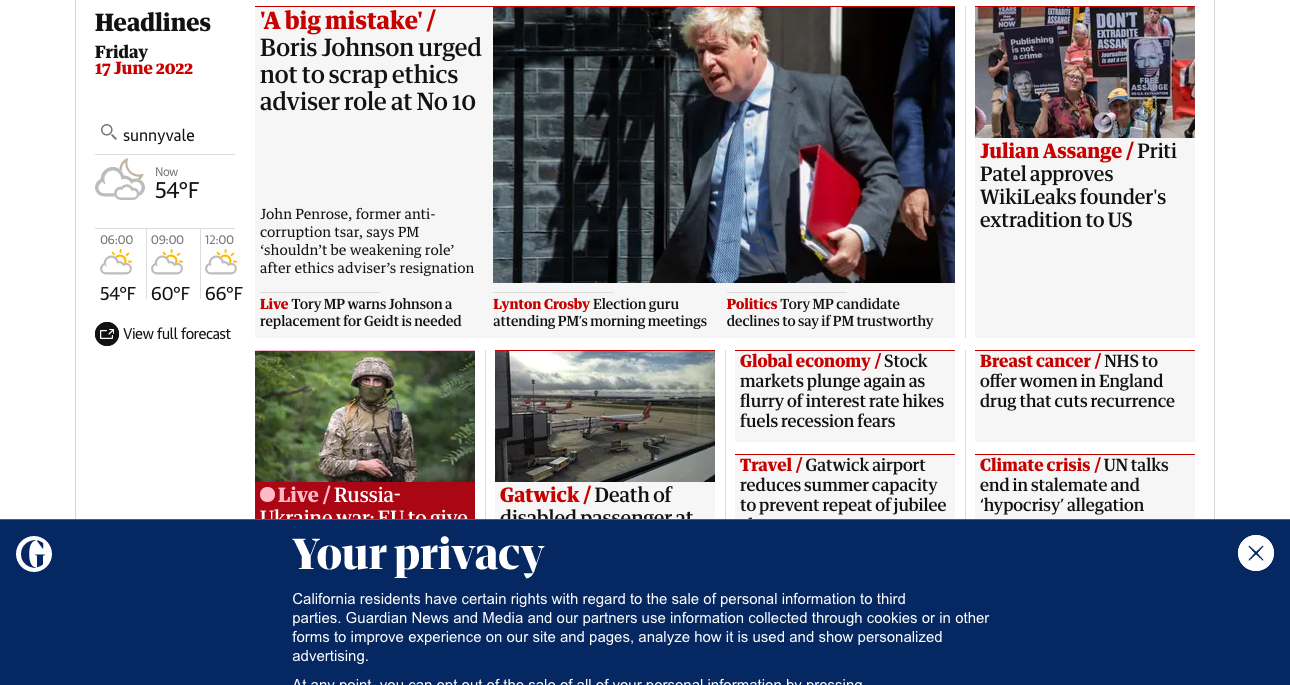 Headlines
Friday
17 June 2022
sunnyvale
Now
54°F
06:00
09:00
12:00
54°F
60°F
66°F
View full forecast
'A big mistake' /
Boris Johnson urged
not to scrap ethics
adviser role at No 10
John Penrose, former anti-
corruption tsar, says PM
‘shouldn’t be weakening role’
after ethics adviser’s resignation
Live Tory MP warns Johnson a
replacement for Geidt is needed
Lynton Crosby Election guru
attending PM’s morning meetings
Politics Tory MP candidate
declines to say if PM trustworthy
Publishing
is not
a crime
EXTRADITE
ASSANGE
DON'T
EXTRADITE
ASSANGE
FREE
ASSANGE
Julian Assange / Priti
Patel approves
WikiLeaks founder's
extradition to US
Live / Russia-
Ukraine war: EU to give
Gatwick / Death of
disabled passenger at
Global economy / Stock
markets plunge again as
flurry of interest rate hikes
fuels recession fears
Travel / Gatwick airport
reduces summer capacity
to prevent repeat of jubilee
Breast cancer / NHS to
offer women in England
drug that cuts recurrence
Climate crisis / UN talks
end in stalemate and
‘hypocrisy’ allegation
G
Your privacy
California residents have certain rights with regard to the sale of personal information to third
parties. Guardian News and Media and our partners use information collected through cookies or in other
forms to improve experience on our site and pages, analyze how it is used and show personalized
advertising.
At any point, you can opt out of the sale of all of your personal information by pressing